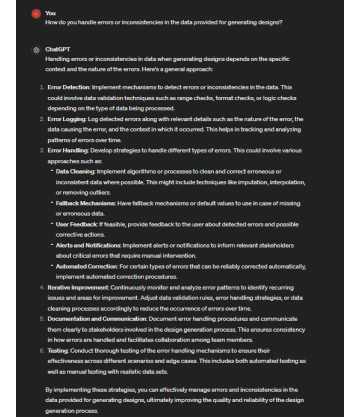 You
How do you handle errors or inconsistencies in the data provided for generating designs?
ChatGPT
Handling errors or inconsistencies in data when generating designs depends on the specific
context and the nature of the errors. Here's a general approach:
1. Error Detection: Implement mechanisms to detect errors or inconsistencies in the data. This
could involve data validation techniques such as range checks, format checks, or logic checks
depending on the type of data being processed.
2. Error Logging: Log detected errors along with relevant details such as the nature of the error, the
data causing the error, and the context in which it occurred. This helps in tracking and analyzing
patterns of errors over time.
3. Error Handling: Develop strategies to handle different types of errors. This could involve various
approaches such as:
• Data Cleaning: Implement algorithms or processes to clean and correct erroneous or
inconsistent data where possible. This might include techniques like imputation, interpolation,
or removing outliers.
• Fallback Mechanisms: Have fallback mechanisms or default values to use in case of missing
or erroneous data.
• User Feedback: If feasible, provide feedback to the user about detected errors and possible
corrective actions.
• Alerts and Notifications: Implement alerts or notifications to inform relevant stakeholders
about critical errors that require manual intervention.
• Automated Correction: For certain types of errors that can be reliably corrected automatically,
implement automated correction procedures.
4. Iterative Improvement: Continuously monitor and analyze error patterns to identify recurring
issues and areas for improvement. Adjust data validation rules, error handling strategies, or data
cleaning processes accordingly to reduce the occurrence of errors over time.
5. Documentation and Communication: Document error handling procedures and communicate
them clearly to stakeholders involved in the design generation process. This ensures consistency
in how errors are handled and facilitates collaboration among team members.
6. Testing: Conduct thorough testing of the error handling mechanisms to ensure their
effectiveness across different scenarios and edge cases. This includes both automated testing as
well as manual testing with realistic data sets.
By implementing these strategies, you can effectively manage errors and inconsistencies in the
data provided for generating designs, ultimately improving the quality and reliability of the design
generation process.